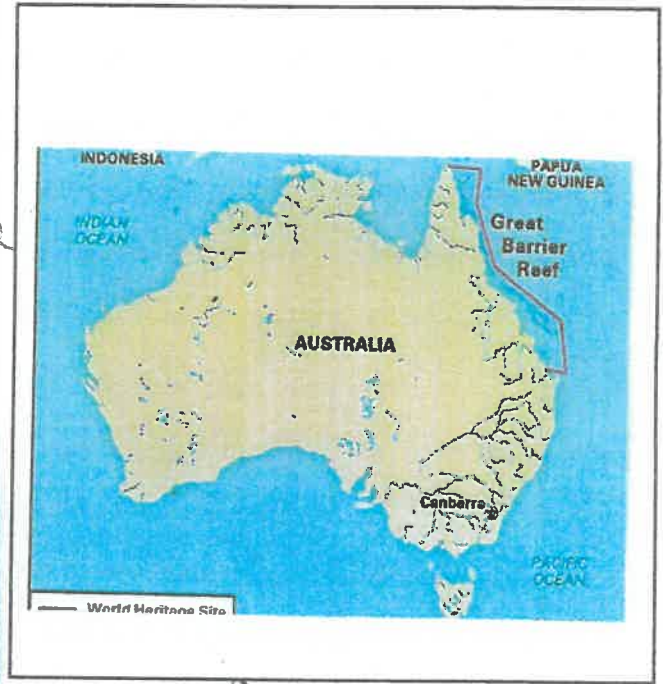 INDONESIA
PAPUA
NEW GUINEA
INDIAN
OCEAN
Great
Barrier
Reef
AUSTRALIA
Canberra
PACIFIC
OCEAN
World Heritage Site